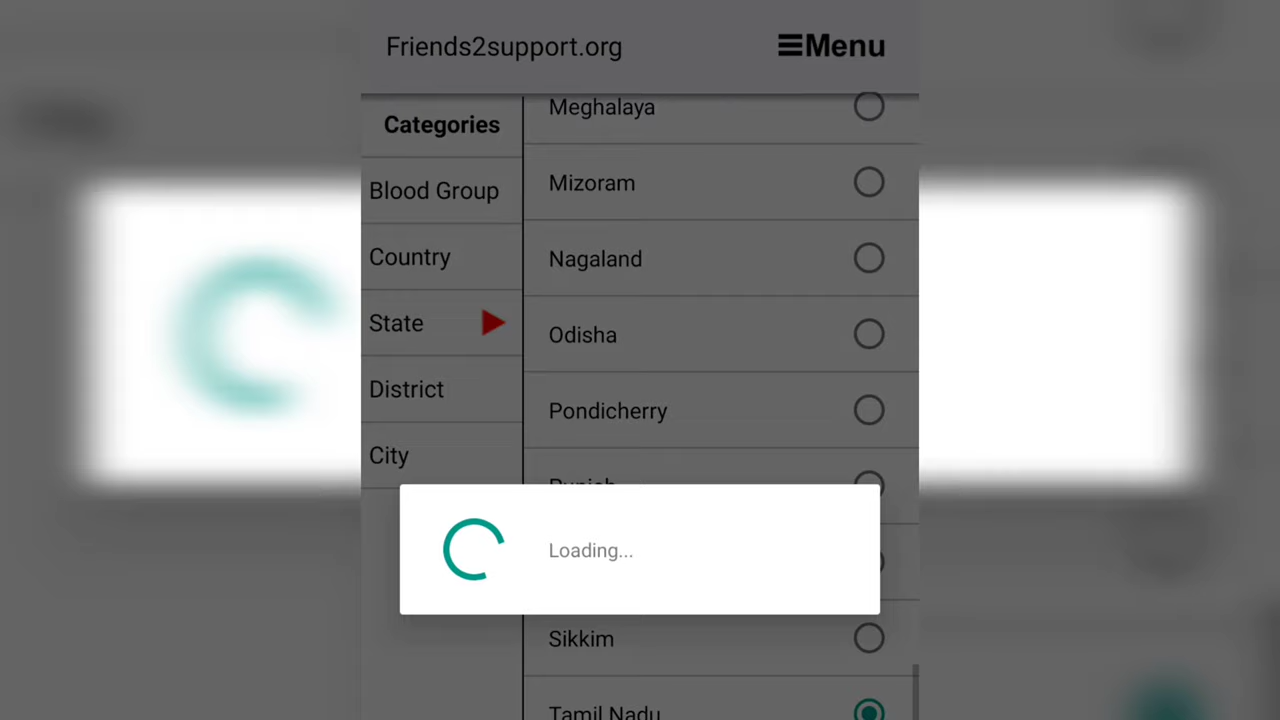 Friends2support.org
Menu
Categories
Blood Group
Country
State
District
City
Meghalaya
Mizoram
Nagaland
Odisha
Pondicherry
Loading...
Sikkim
Tamil Nadu